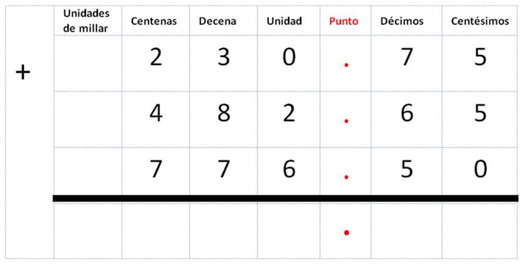 Unidades de millar Centenas Decena Unidad Punto Décimos Centésimos
+ 2 3 0 . 7 5
4 8 2 . 6 5
7 7 6 . 5 0
.